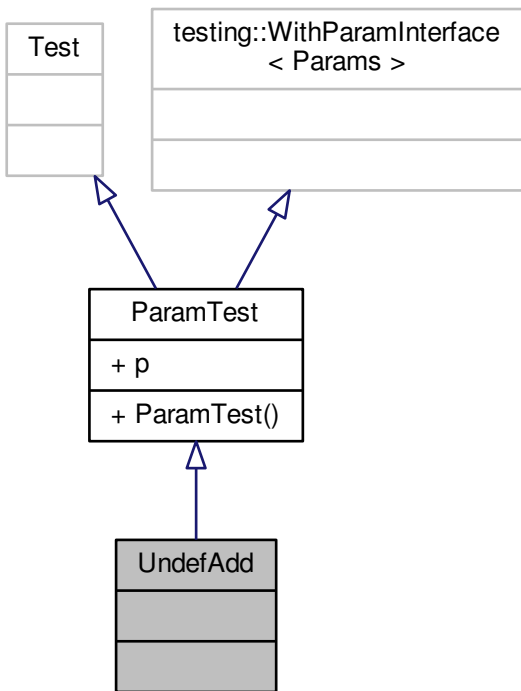 Test
testing::WithParamInterface
< Params >
ParamTest
+ p
+ ParamTest()
UndefAdd